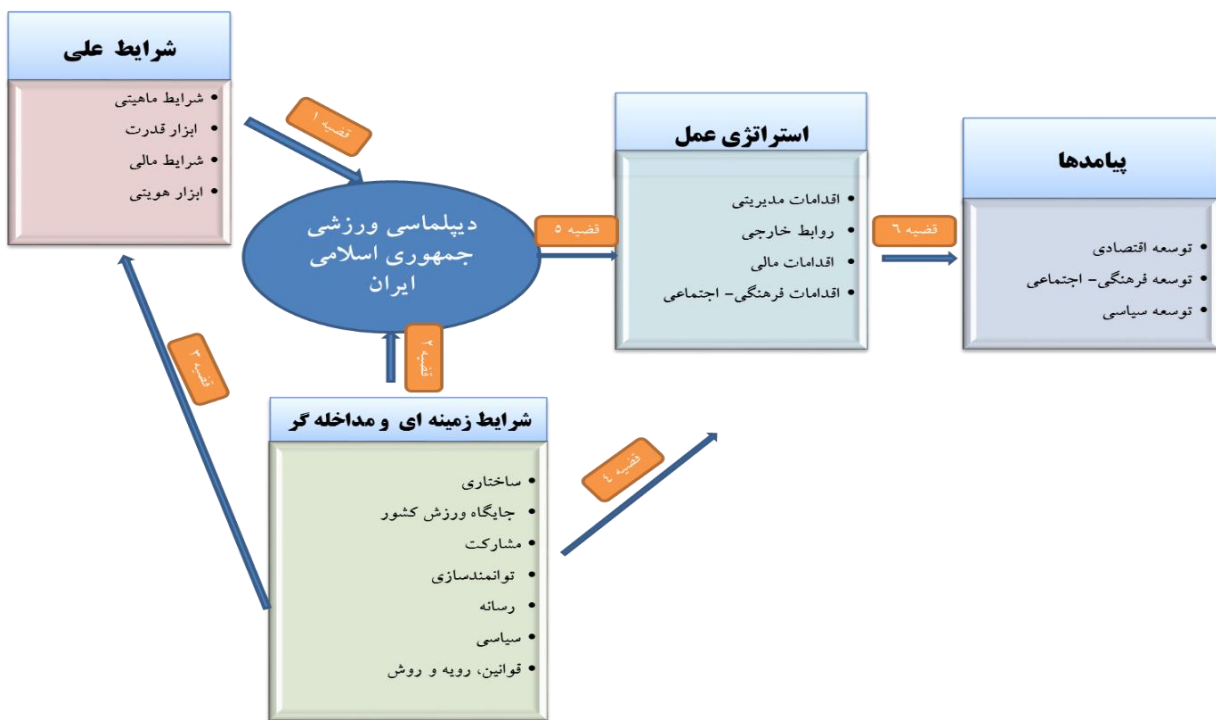 شرایط علی
• شرایط ماهیتی
• ابزار قدرت
• شرایط مالی
• ابزار هویتی
قضیه ۱
دیپلماسی ورزشی
جمهوری اسلامی
ایران
قضیه ۲
قضیه ۳
شرایط زمینه ای و مداخله گر
• ساختاری
• جایگاه ورزش کشور
• مشارکت
• توانمندسازی
• رسانه
• سیاسی
• قوانین، رویه و روش
قضیه ٤
قضیه ٥
استراتژی عمل
• اقدامات مدیریتی
• روابط خارجی
• اقدامات مالی
• اقدامات فرهنگی- اجتماعی
قضیه ٦
پیامدها
• توسعه اقتصادی
• توسعه فرهنگی- اجتماعی
• توسعه سیاسی